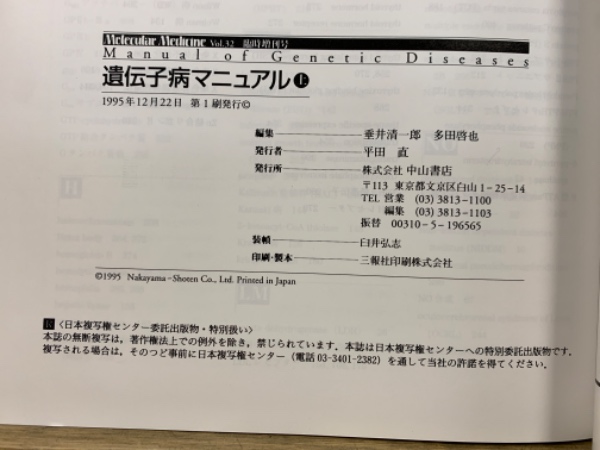 Molecular Medicine Vol.32 臨時増刊号
Manual of Genetic Diseases
遺伝子病マニュアル 上
1995年12月22日 第1刷発行©
編集 垂井清一郎 多田啓也
発行者 平田 直
発行所 株式会社 中山書店
〒113 東京都文京区白山1-25-14
TEL 営業 (03) 3813-1100
編集 (03) 3813-1103
振替 00310-5-196565
装幀 臼井弘志
印刷・製本 三報社印刷株式会社
©1995 Nakayama-Shoten Co., Ltd. Printed in Japan
R〈日本複写権センター委託出版物・特別扱い〉
本誌の無断複写は,著作権法上での例外を除き,禁じられています.本誌は日本複写権センターへの特別委託出版物です.
複写される場合は,そのつど事前に日本複写権センター(電話03-3401-2382)を通して当社の許諾を得てください.